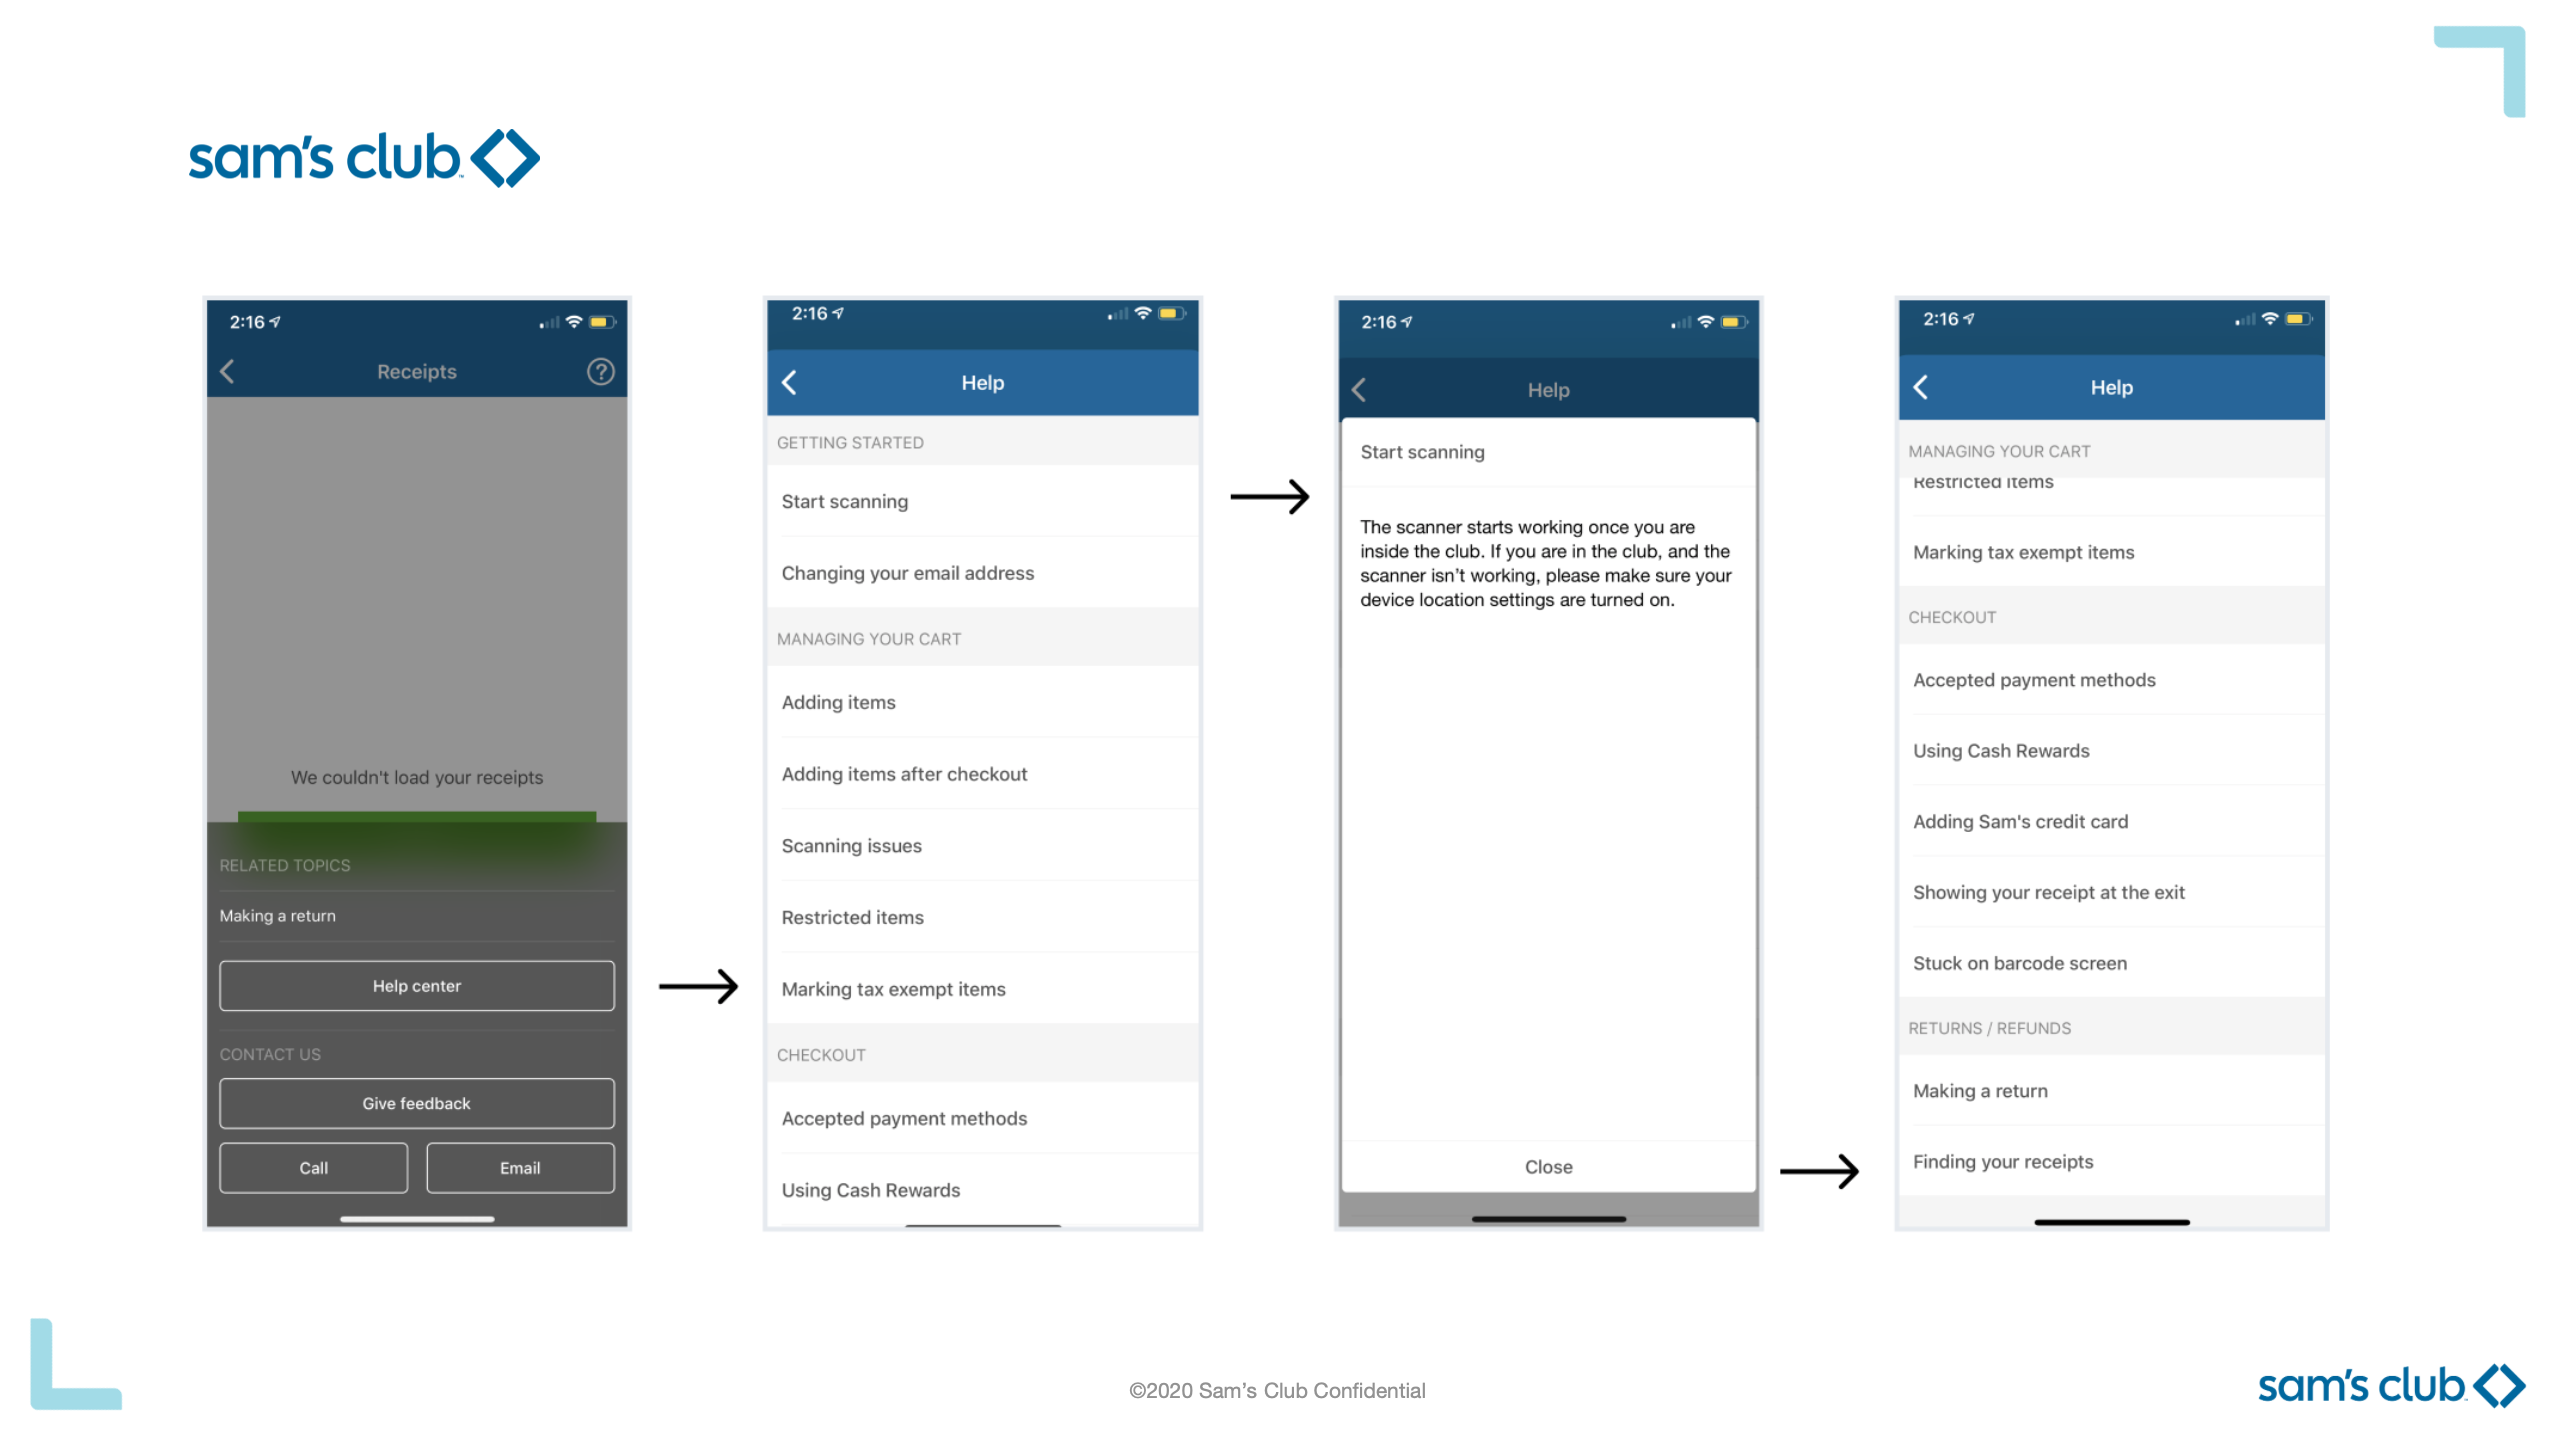 sam's club
2:16
Receipts
?
We couldn't load your receipts
RELATED TOPICS
Making a return
Help center
CONTACT US
Give feedback
Call
Email
2:16
Help
GETTING STARTED
Start scanning
Changing your email address
MANAGING YOUR CART
Adding items
Adding items after checkout
Scanning issues
Restricted items
Marking tax exempt items
CHECKOUT
Accepted payment methods
Using Cash Rewards
2:16
Help
Start scanning
The scanner starts working once you are
inside the club. If you are in the club, and the
scanner isn't working, please make sure your
device location settings are turned on.
Close
2:16
Help
MANAGING YOUR CART
Restricted items
Marking tax exempt items
CHECKOUT
Accepted payment methods
Using Cash Rewards
Adding Sam's credit card
Showing your receipt at the exit
Stuck on barcode screen
RETURNS / REFUNDS
Making a return
Finding your receipts
©2020 Sam's Club Confidential
sam's club